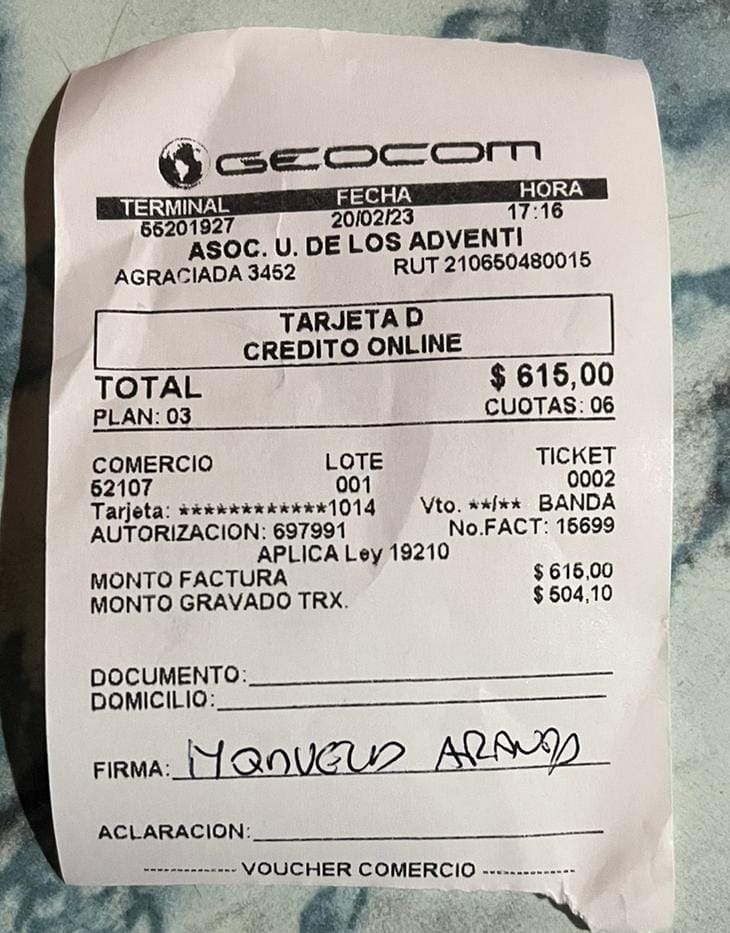 GEOCOM
TERMINAL FECHA HORA
66201927 20/02/23 17:16
ASOC. U. DE LOS ADVENTI
AGRACIADA 3452 RUT 210650480015
TARJETA D
CREDITO ONLINE
TOTAL $ 615,00
PLAN: 03 CUOTAS: 06
COMERCIO LOTE TICKET
52107 001 0002
Tarjeta: ************1014 Vto. **/** BANDA
AUTORIZACION: 697991 No.FACT: 15699
APLICA Ley 19210
MONTO FACTURA $ 615,00
MONTO GRAVADO TRX. $ 504,10
DOCUMENTO:
DOMICILIO:
FIRMA:
ACLARACION:
------------- VOUCHER COMERCIO -------------